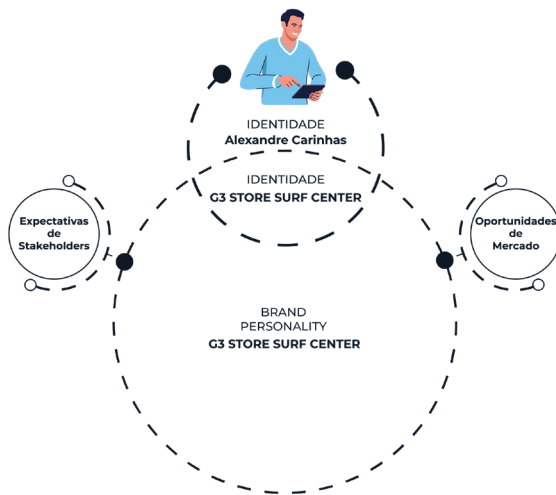 IDENTIDADE
Alexandre Carinhas
IDENTIDADE
G3 STORE SURF CENTER
Expectativas
de
Stakeholders
Oportunidades
de
Mercado
BRAND
PERSONALITY
G3 STORE SURF CENTER